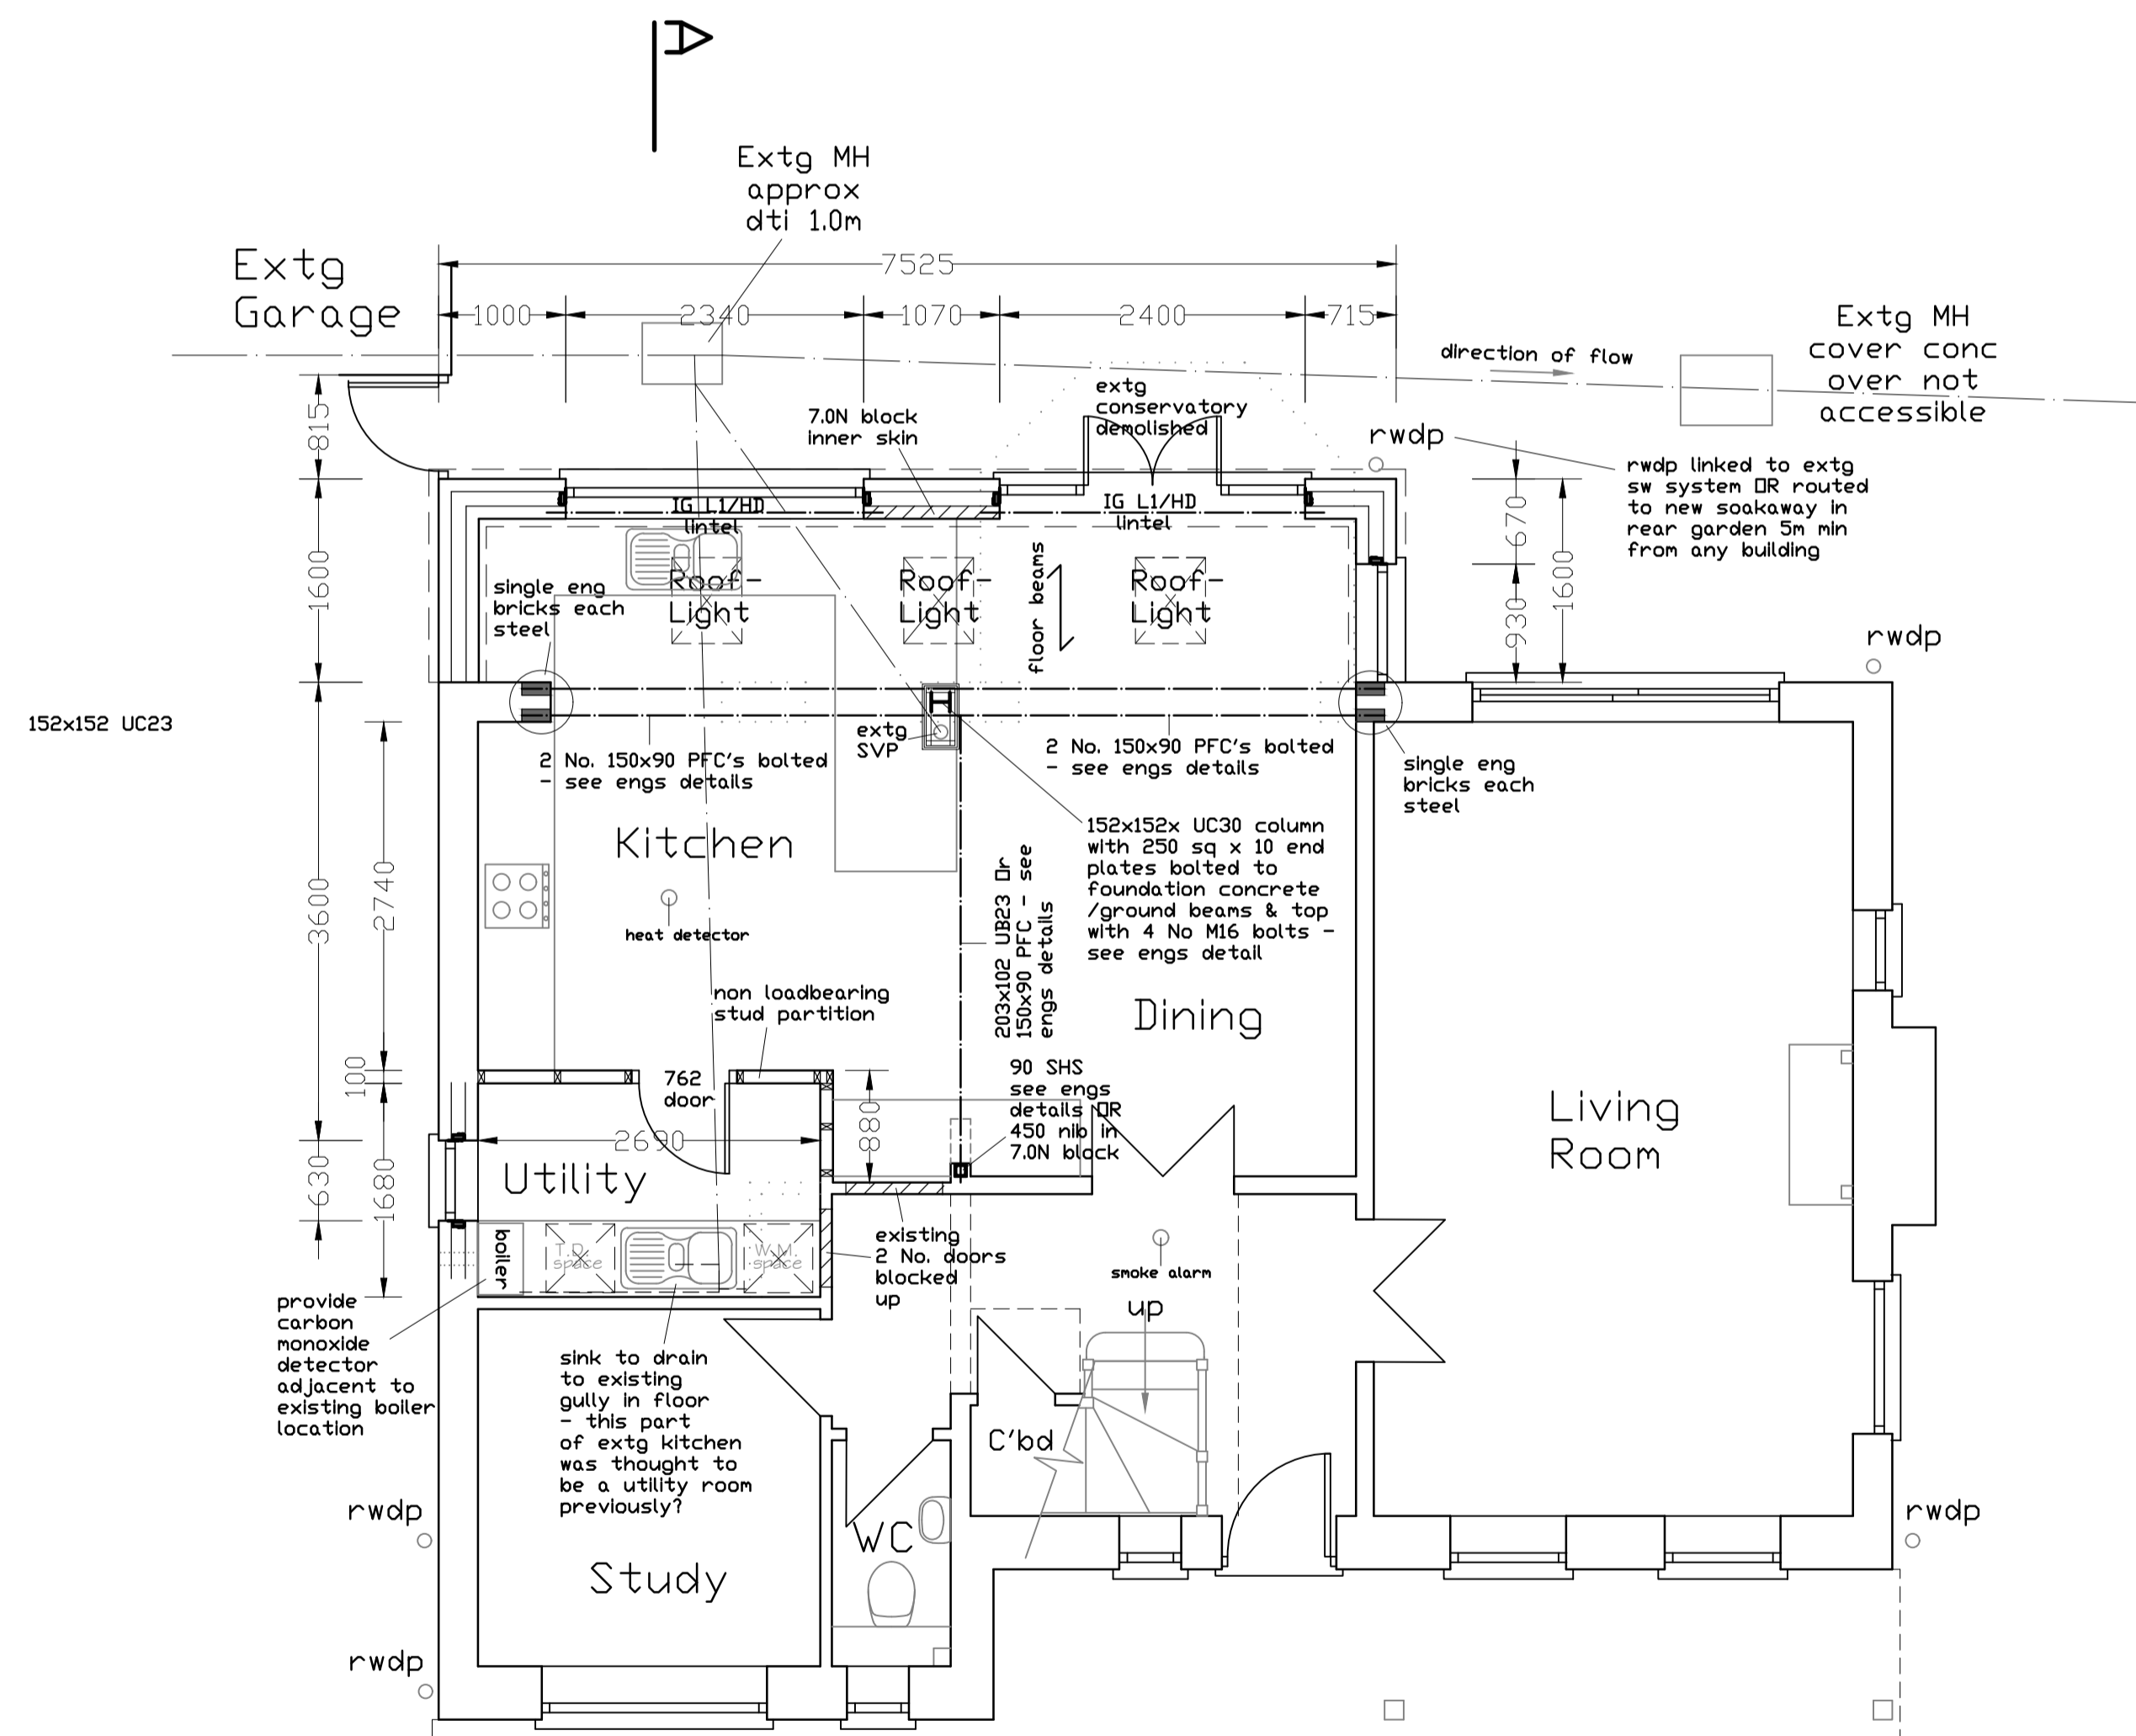 A
Extg MH
approx
dti 1.0m
Extg
Garage
7525
1000
2340
1070
2400
715
Extg MH
cover conc
over not
accessible
direction of flow
815
7.0N block
inner skin
extg
conservatory
demolished
rwdp
rwdp linked to extg
sw system OR routed
to new soakaway in
rear garden 5m min
from any building
IG L1/HD
lintel
IG L1/HD
lintel
670
1600
930
1600
single eng
bricks each
steel
Roof-
Light
Roof-
Light
Roof-
Light
floor beams
rwdp
152x152 UC23
extg
SVP
2 No. 150x90 PFC's bolted
- see engs details
2 No. 150x90 PFC's bolted
- see engs details
single eng
bricks each
steel
Kitchen
152x152x UC30 column
with 250 sq x 10 end
plates bolted to
foundation concrete
/ground beams & top
with 4 No M16 bolts -
see engs detail
3600
2740
heat detector
203x102 UB23 Or
150x90 PFC - see
engs details
non loadbearing
stud partition
Dining
100
762
door
880
90 SHS
see engs
details OR
450 nib in
7.0N block
Living
Room
2690
630
1680
Utility
boiler
T.D.
space
W.M.
space
existing
2 No. doors
blocked
up
smoke alarm
up
provide
carbon
monoxide
detector
adjacent to
existing boiler
location
sink to drain
to existing
gully in floor
- this part
of extg kitchen
was thought to
be a utility room
previously?
C'bd
rwdp
rwdp
WC
Study
rwdp